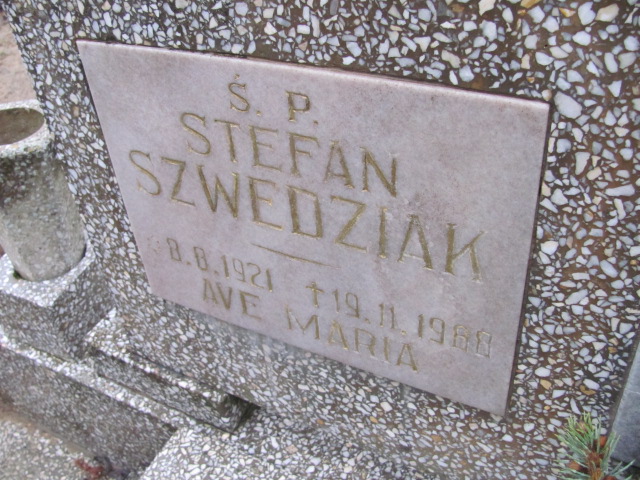 Ś. P.
STEFAN
SZWEDZIAK
* 8.8.1921 † 19.11.1988
AVE MARIA